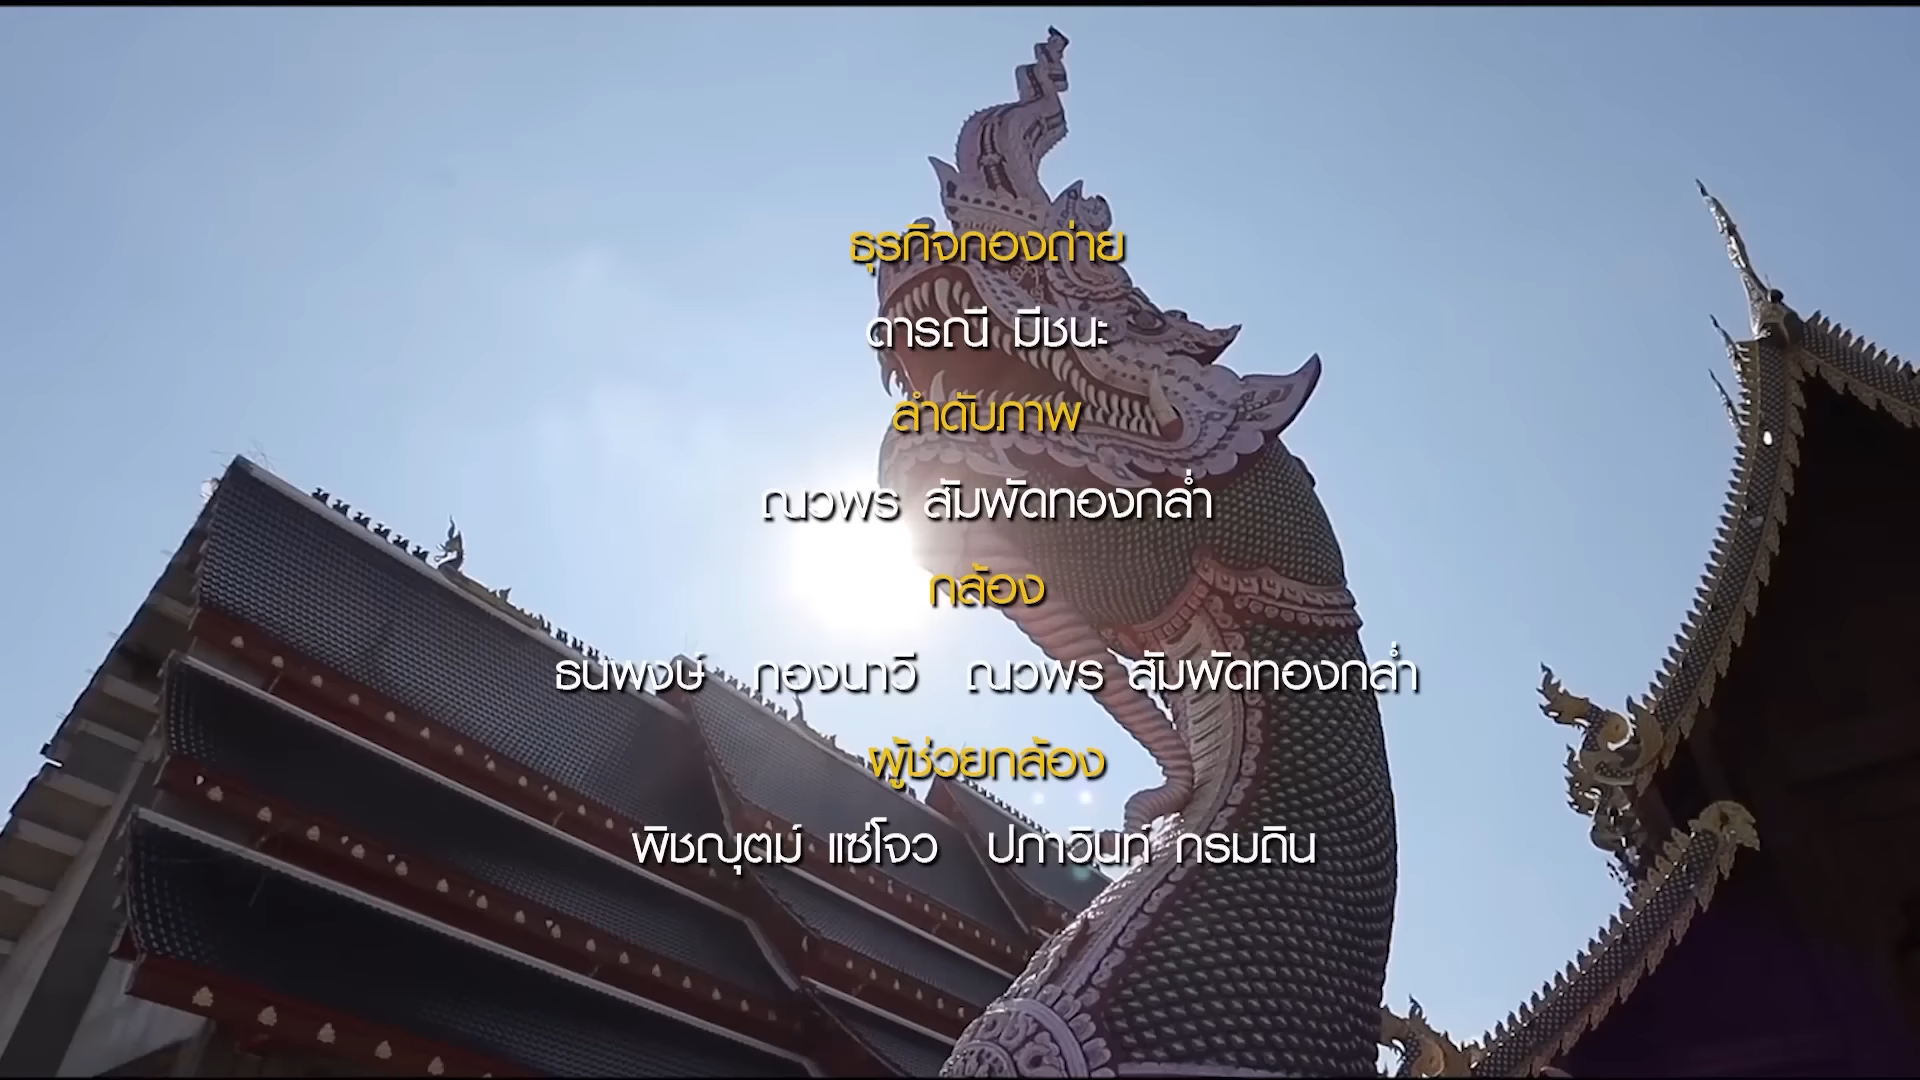 ธุรกิจกองถ่าย
ดารณี มีชนะ
ลำดับภาพ
ณวพร สัมพัดทองกล่ำ
กล้อง
ธนพงษ์ กองนาวี ณวพร สัมพัดทองกล่ำ
ผู้ช่วยกล้อง
พิชญุตม์ แซ่โจว ปภาวินท์ กรมถิน